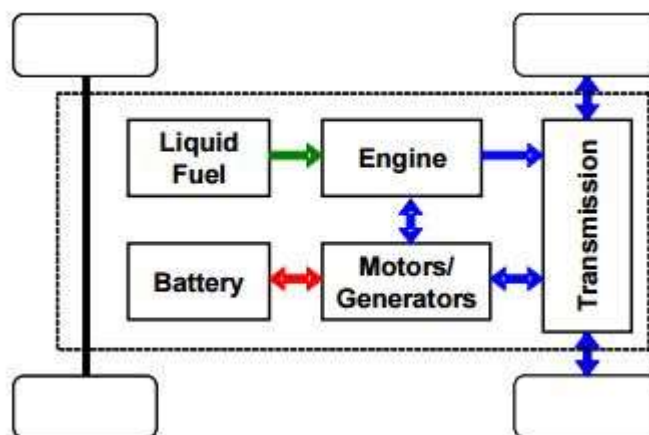 Liquid
Fuel
Engine
Battery
Motors/
Generators
Transmission